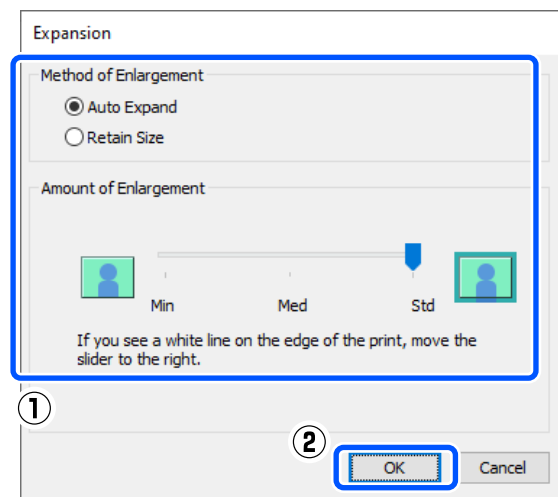 Expansion
Method of Enlargement
Auto Expand
Retain Size
Amount of Enlargement
Min Med Std
If you see a white line on the edge of the print, move the
slider to the right.
①
②
OK Cancel